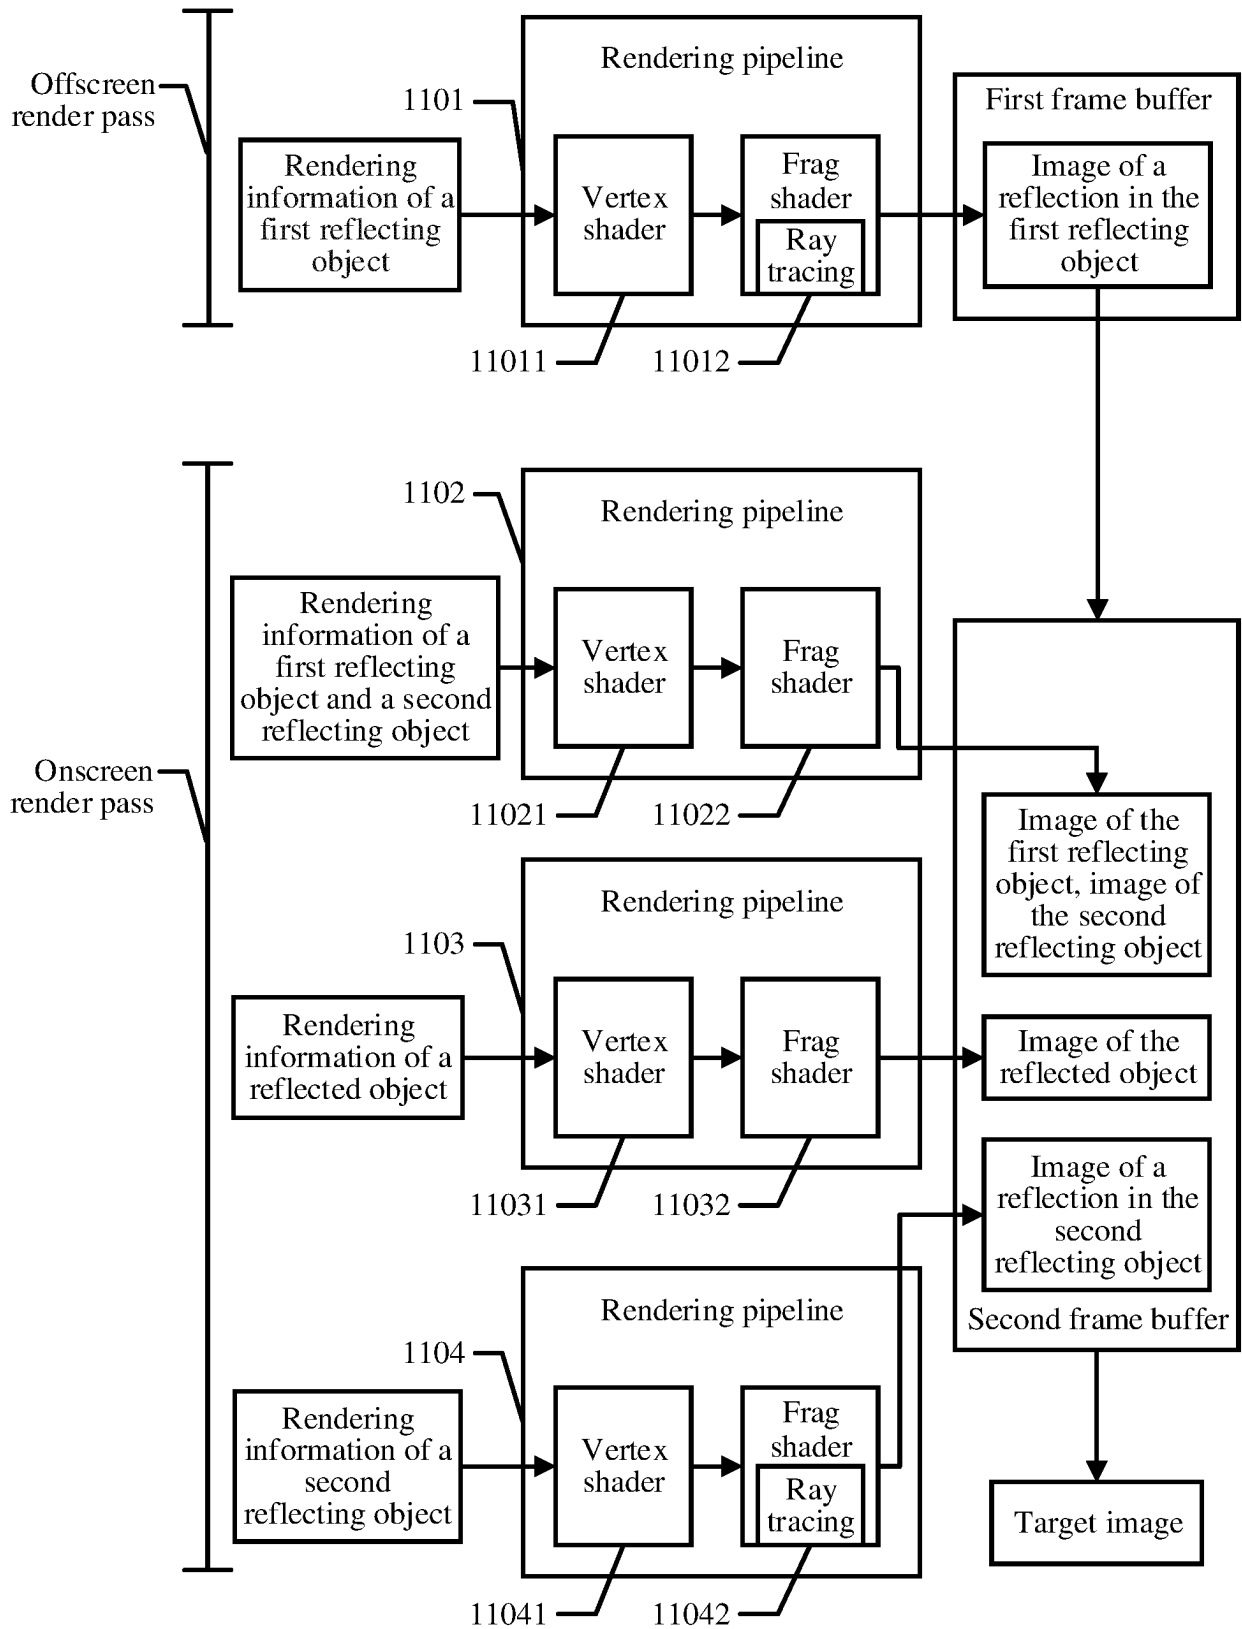 Offscreen
render pass
Rendering
information of a
first reflecting
object
1101
Rendering pipeline
Vertex
shader
Frag
shader
Ray
tracing
11011
11012
First frame buffer
Image of a
reflection in the
first reflecting
object
Onscreen
render pass
1102
Rendering pipeline
Rendering
information of a
first reflecting
object and a second
reflecting object
Vertex
shader
Frag
shader
11021
11022
Image of the
first reflecting
object, image of
the second
reflecting object
1103
Rendering pipeline
Rendering
information of a
reflected object
Vertex
shader
Frag
shader
11031
11032
Image of the
reflected object
Image of a
reflection in the
second
reflecting object
Second frame buffer
1104
Rendering pipeline
Rendering
information of a
second
reflecting object
Vertex
shader
Frag
shader
Ray
tracing
11041
11042
Target image